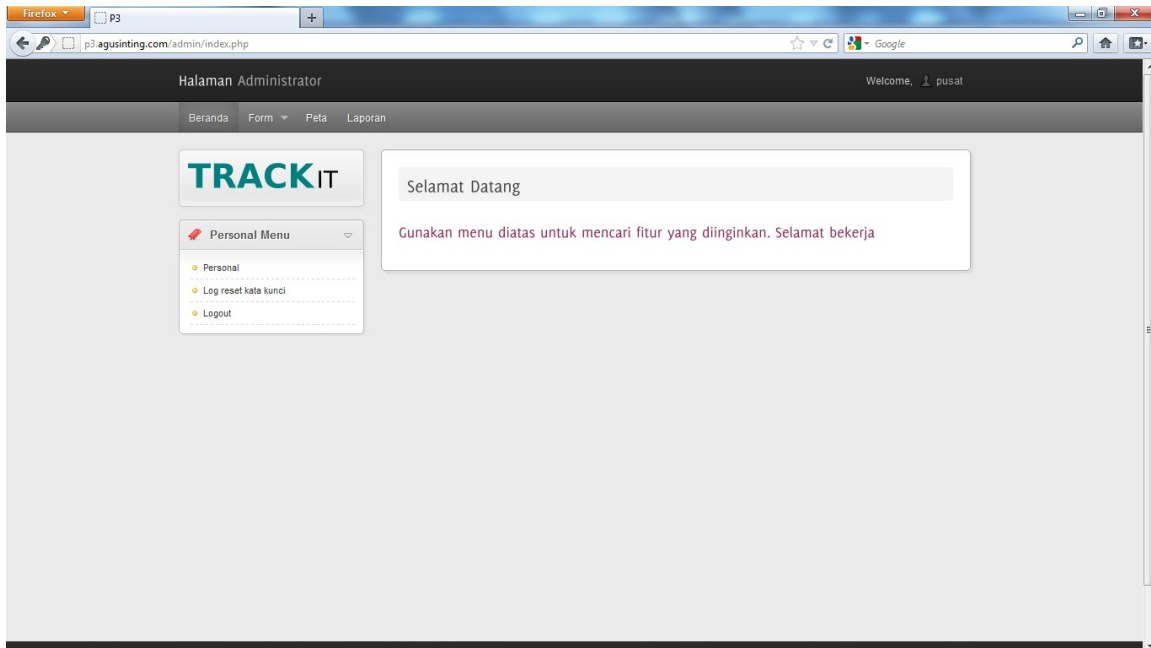 Firefox
P3
p3.agusinting.com/admin/index.php
Google
Halaman Administrator
Welcome, pusat
Beranda Form Peta Laporan
TRACKIT
Selamat Datang
Gunakan menu diatas untuk mencari fitur yang diinginkan. Selamat bekerja
Personal Menu
Personal
Log reset kata kunci
Logout